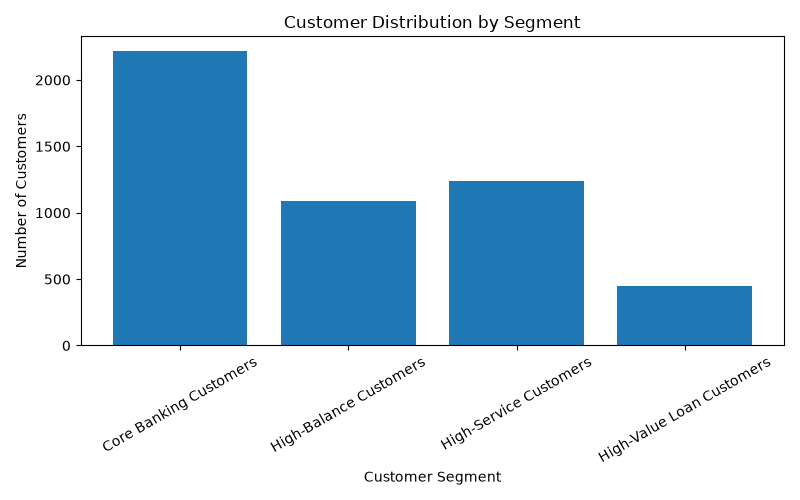 Customer Distribution by Segment
Number of Customers
2000
1500
1000
500
0
Core Banking Customers
High-Balance Customers
High-Service Customers
High-Value Loan Customers
Customer Segment